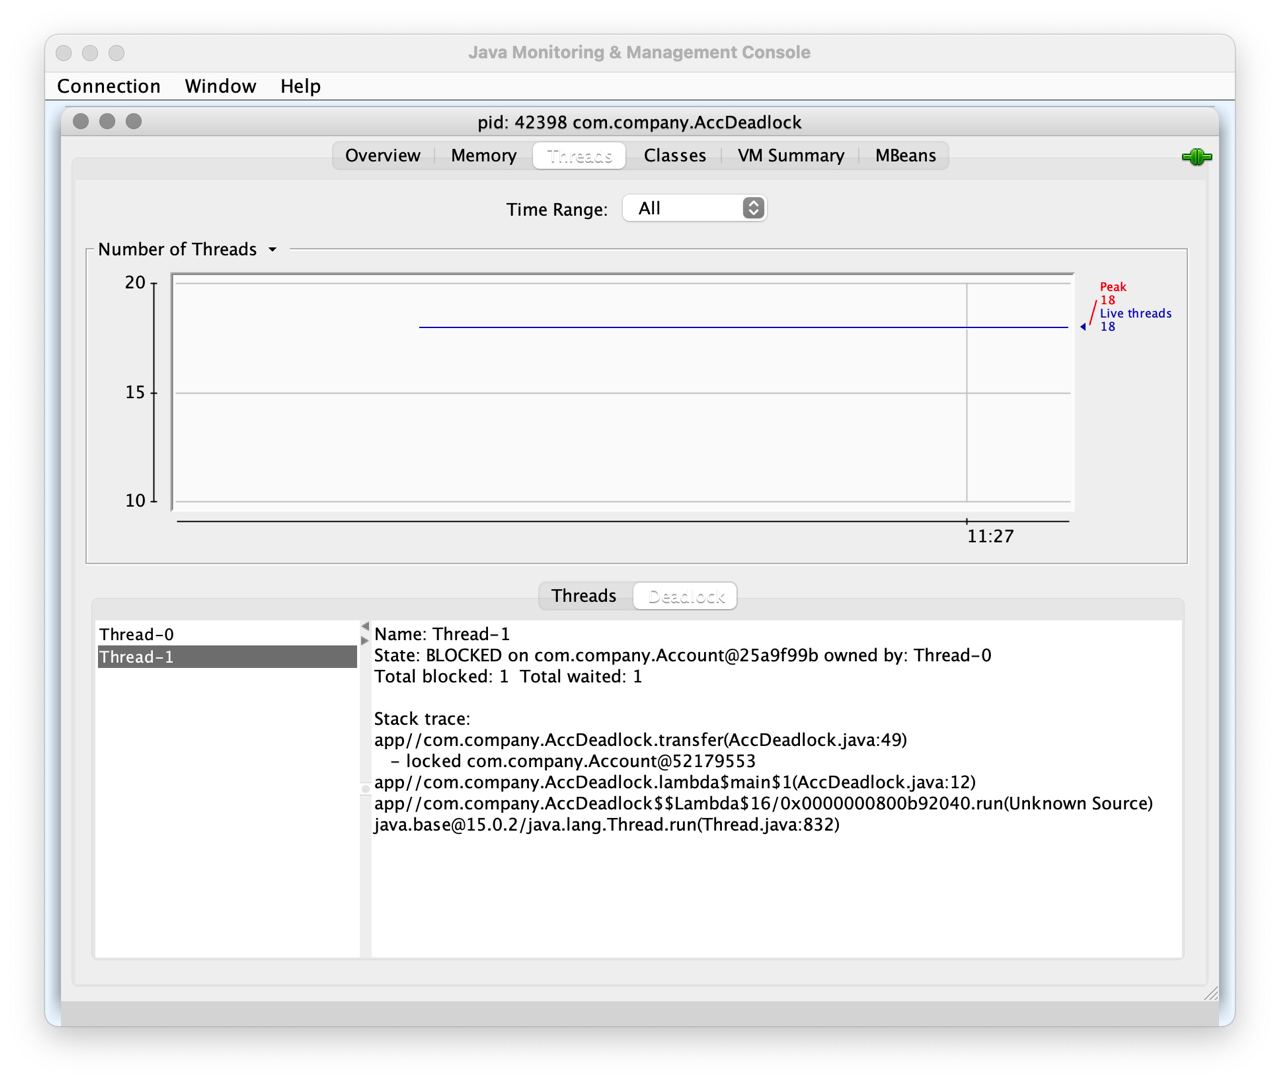 Java Monitoring & Management Console
Connection Window Help
pid: 42398 com.company.AccDeadlock
Overview Memory Threads Classes VM Summary MBeans
Time Range: All
Number of Threads
20
15
10
Peak
18
Live threads
18
11:27
Threads Deadlock
Thread-0
Thread-1
Name: Thread-1
State: BLOCKED on com.company.Account@25a9f99b owned by: Thread-0
Total blocked: 1 Total waited: 1
Stack trace:
app//com.company.AccDeadlock.transfer(AccDeadlock.java:49)
- locked com.company.Account@52179553
app//com.company.AccDeadlock.lambda$main$1(AccDeadlock.java:12)
app//com.company.AccDeadlock$$Lambda$16/0x0000000800b92040.run(Unknown Source)
java.base@15.0.2/java.lang.Thread.run(Thread.java:832)